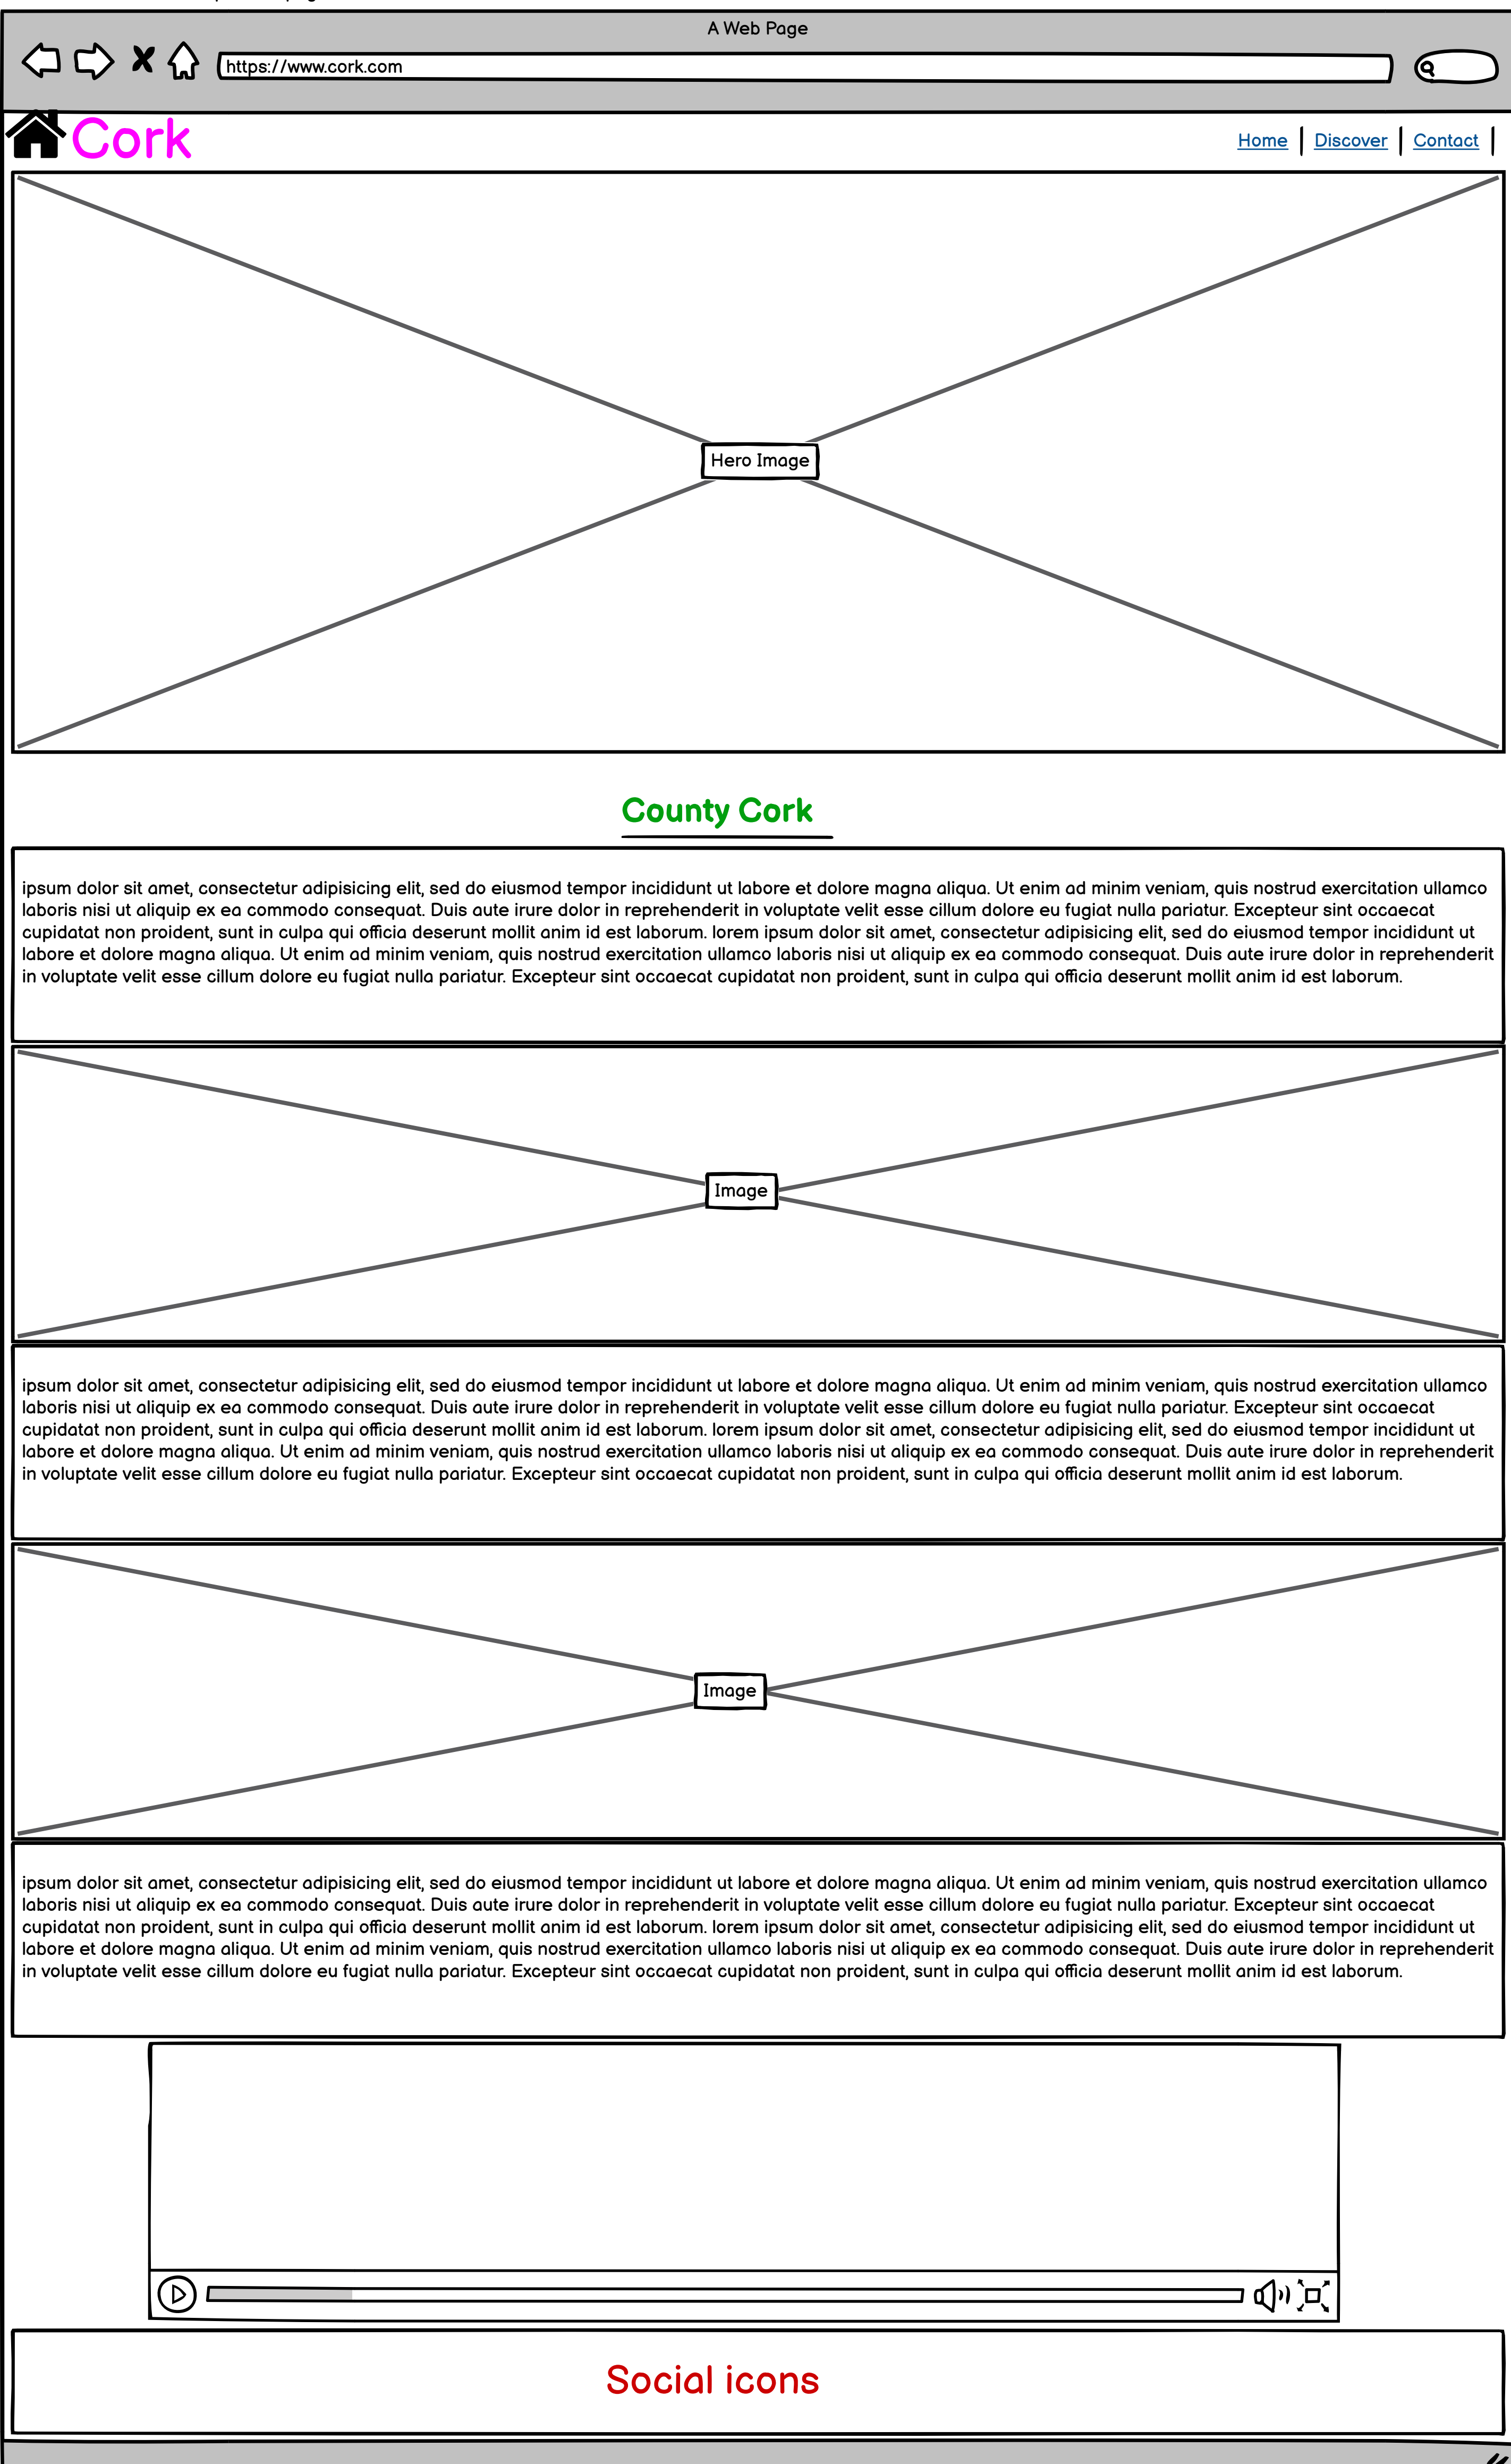 A Web Page
https://www.cork.com
Cork
Home Discover Contact
Hero Image
County Cork
ipsum dolor sit amet, consectetur adipisicing elit, sed do eiusmod tempor incididunt ut labore et dolore magna aliqua. Ut enim ad minim veniam, quis nostrud exercitation ullamco
laboris nisi ut aliquip ex ea commodo consequat. Duis aute irure dolor in reprehenderit in voluptate velit esse cillum dolore eu fugiat nulla pariatur. Excepteur sint occaecat
cupidatat non proident, sunt in culpa qui officia deserunt mollit anim id est laborum. lorem ipsum dolor sit amet, consectetur adipisicing elit, sed do eiusmod tempor incididunt ut
labore et dolore magna aliqua. Ut enim ad minim veniam, quis nostrud exercitation ullamco laboris nisi ut aliquip ex ea commodo consequat. Duis aute irure dolor in reprehenderit
in voluptate velit esse cillum dolore eu fugiat nulla pariatur. Excepteur sint occaecat cupidatat non proident, sunt in culpa qui officia deserunt mollit anim id est laborum.
Image
ipsum dolor sit amet, consectetur adipisicing elit, sed do eiusmod tempor incididunt ut labore et dolore magna aliqua. Ut enim ad minim veniam, quis nostrud exercitation ullamco
laboris nisi ut aliquip ex ea commodo consequat. Duis aute irure dolor in reprehenderit in voluptate velit esse cillum dolore eu fugiat nulla pariatur. Excepteur sint occaecat
cupidatat non proident, sunt in culpa qui officia deserunt mollit anim id est laborum. lorem ipsum dolor sit amet, consectetur adipisicing elit, sed do eiusmod tempor incididunt ut
labore et dolore magna aliqua. Ut enim ad minim veniam, quis nostrud exercitation ullamco laboris nisi ut aliquip ex ea commodo consequat. Duis aute irure dolor in reprehenderit
in voluptate velit esse cillum dolore eu fugiat nulla pariatur. Excepteur sint occaecat cupidatat non proident, sunt in culpa qui officia deserunt mollit anim id est laborum.
Image
ipsum dolor sit amet, consectetur adipisicing elit, sed do eiusmod tempor incididunt ut labore et dolore magna aliqua. Ut enim ad minim veniam, quis nostrud exercitation ullamco
laboris nisi ut aliquip ex ea commodo consequat. Duis aute irure dolor in reprehenderit in voluptate velit esse cillum dolore eu fugiat nulla pariatur. Excepteur sint occaecat
cupidatat non proident, sunt in culpa qui officia deserunt mollit anim id est laborum. lorem ipsum dolor sit amet, consectetur adipisicing elit, sed do eiusmod tempor incididunt ut
labore et dolore magna aliqua. Ut enim ad minim veniam, quis nostrud exercitation ullamco laboris nisi ut aliquip ex ea commodo consequat. Duis aute irure dolor in reprehenderit
in voluptate velit esse cillum dolore eu fugiat nulla pariatur. Excepteur sint occaecat cupidatat non proident, sunt in culpa qui officia deserunt mollit anim id est laborum.
Social icons